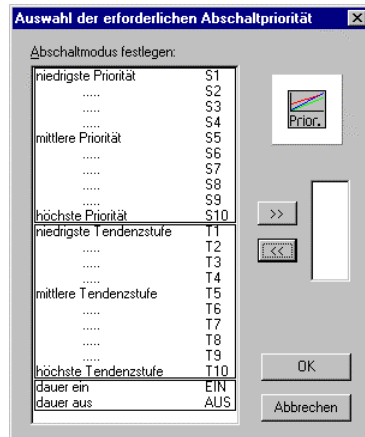 Auswahl der erforderlichen Abschaltpriorität
Abschaltmodus festlegen:
niedrigste Priorität S1
..... S2
..... S3
..... S4
mittlere Priorität S5
..... S6
..... S7
..... S8
..... S9
höchste Priorität S10
niedrigste Tendenzstufe T1
..... T2
..... T3
..... T4
mittlere Tendenzstufe T5
..... T6
..... T7
..... T8
..... T9
höchste Tendenzstufe T10
dauer ein EIN
dauer aus AUS
Prior.
>>
<<
OK
Abbrechen